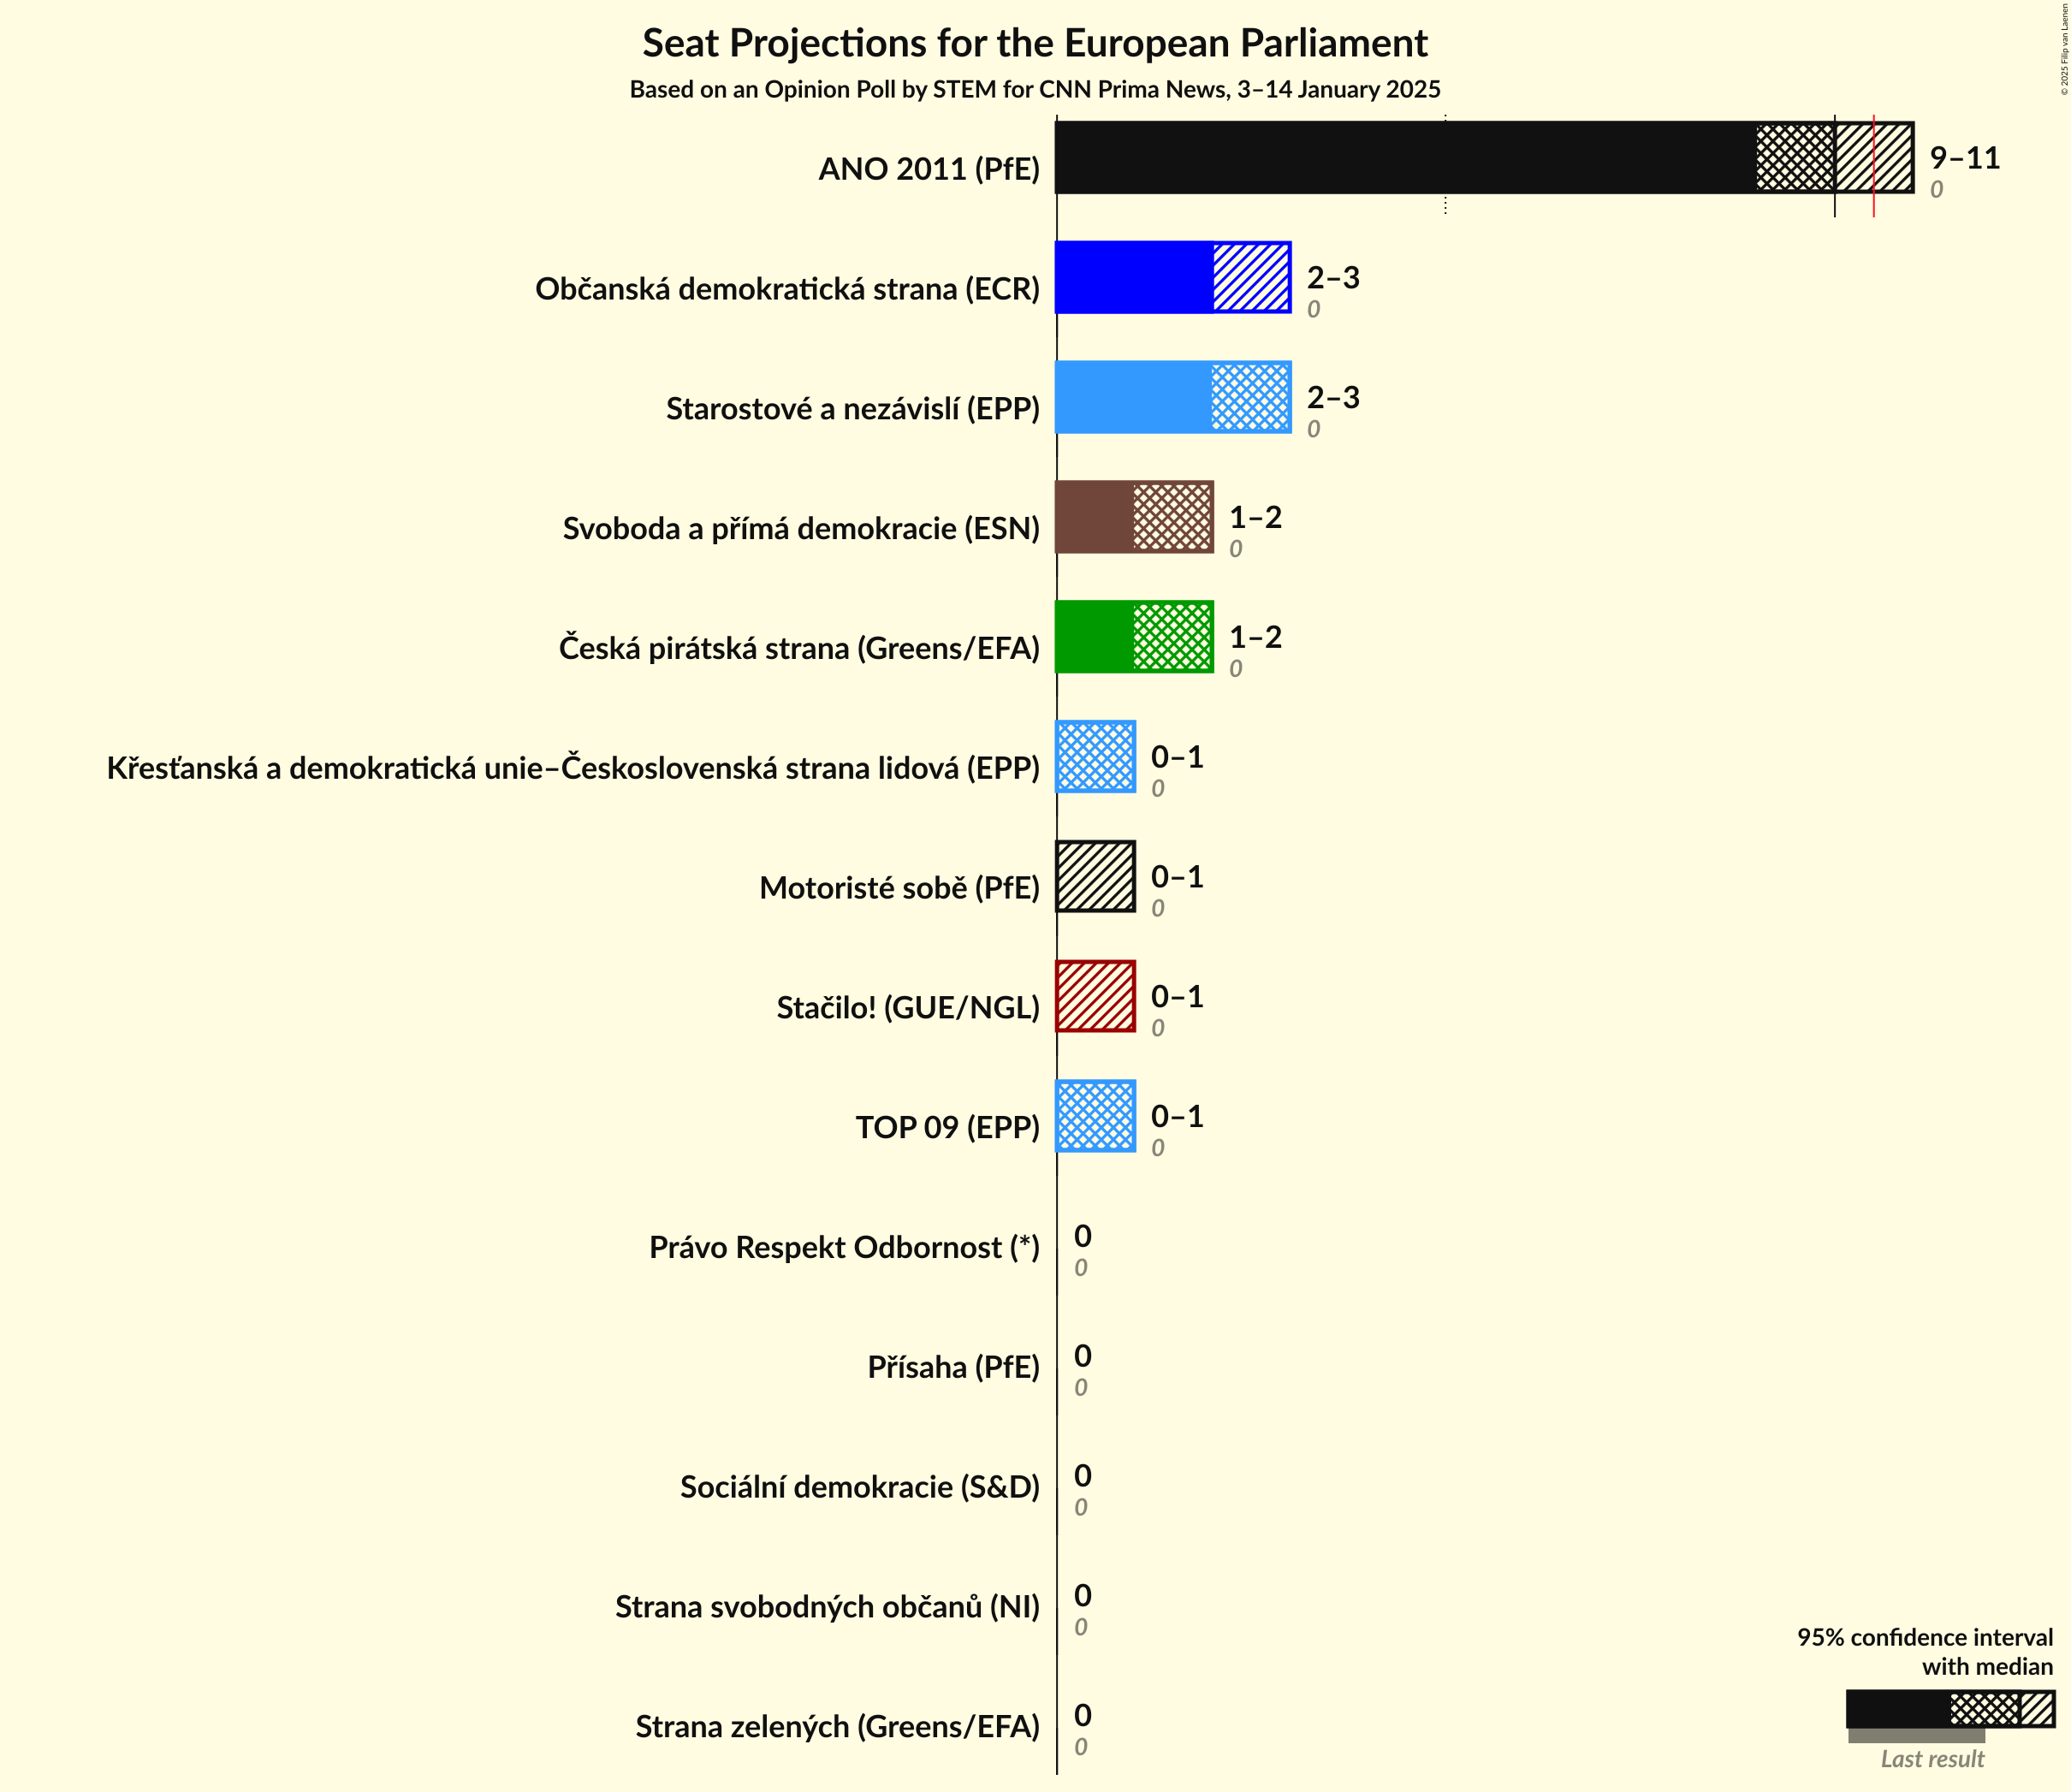 Seat Projections for the European Parliament
Based on an Opinion Poll by STEM for CNN Prima News, 3–14 January 2025
© 2025 Filip van Laenen
ANO 2011 (PfE)
9–11
0
Občanská demokratická strana (ECR)
2–3
0
Starostové a nezávislí (EPP)
2–3
0
Svoboda a přímá demokracie (ESN)
1–2
0
Česká pirátská strana (Greens/EFA)
1–2
0
Křesťanská a demokratická unie–Československá strana lidová (EPP)
0–1
0
Motoristé sobě (PfE)
0–1
0
Stačilo! (GUE/NGL)
0–1
0
TOP 09 (EPP)
0–1
0
Právo Respekt Odbornost (*)
0
0
Přísaha (PfE)
0
0
Sociální demokracie (S&D)
0
0
Strana svobodných občanů (NI)
0
0
Strana zelených (Greens/EFA)
0
0
95% confidence interval
with median
Last result